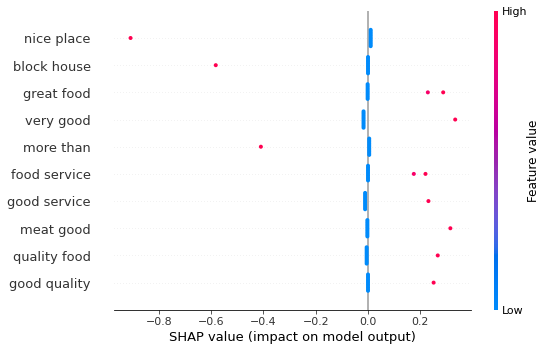 High
nice place
block house
great food
very good
more than
food service
good service
meat good
quality food
good quality
Low
Feature value
−0.8
−0.6
−0.4
−0.2
0.0
0.2
SHAP value (impact on model output)